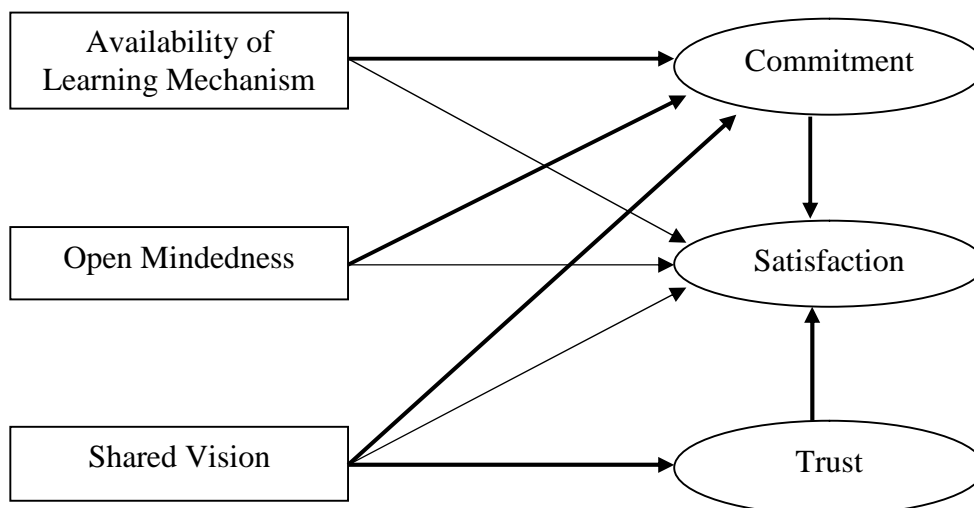 Availability of
Learning Mechanism
Commitment
Open Mindedness
Satisfaction
Shared Vision
Trust